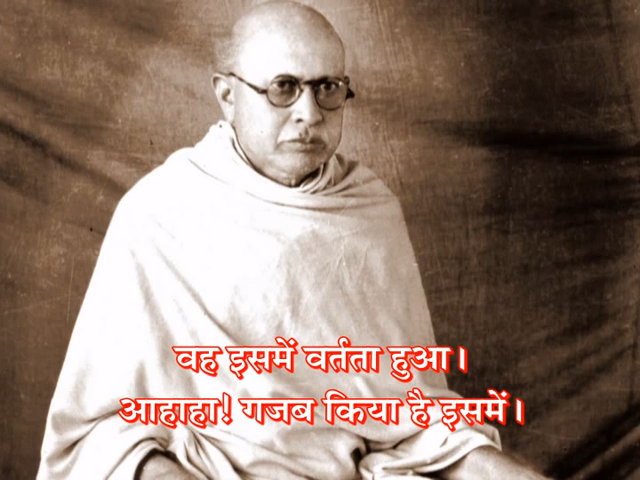 वह इसमें वर्तता हुआ।
आहाहा! गजब किया है इसमें।